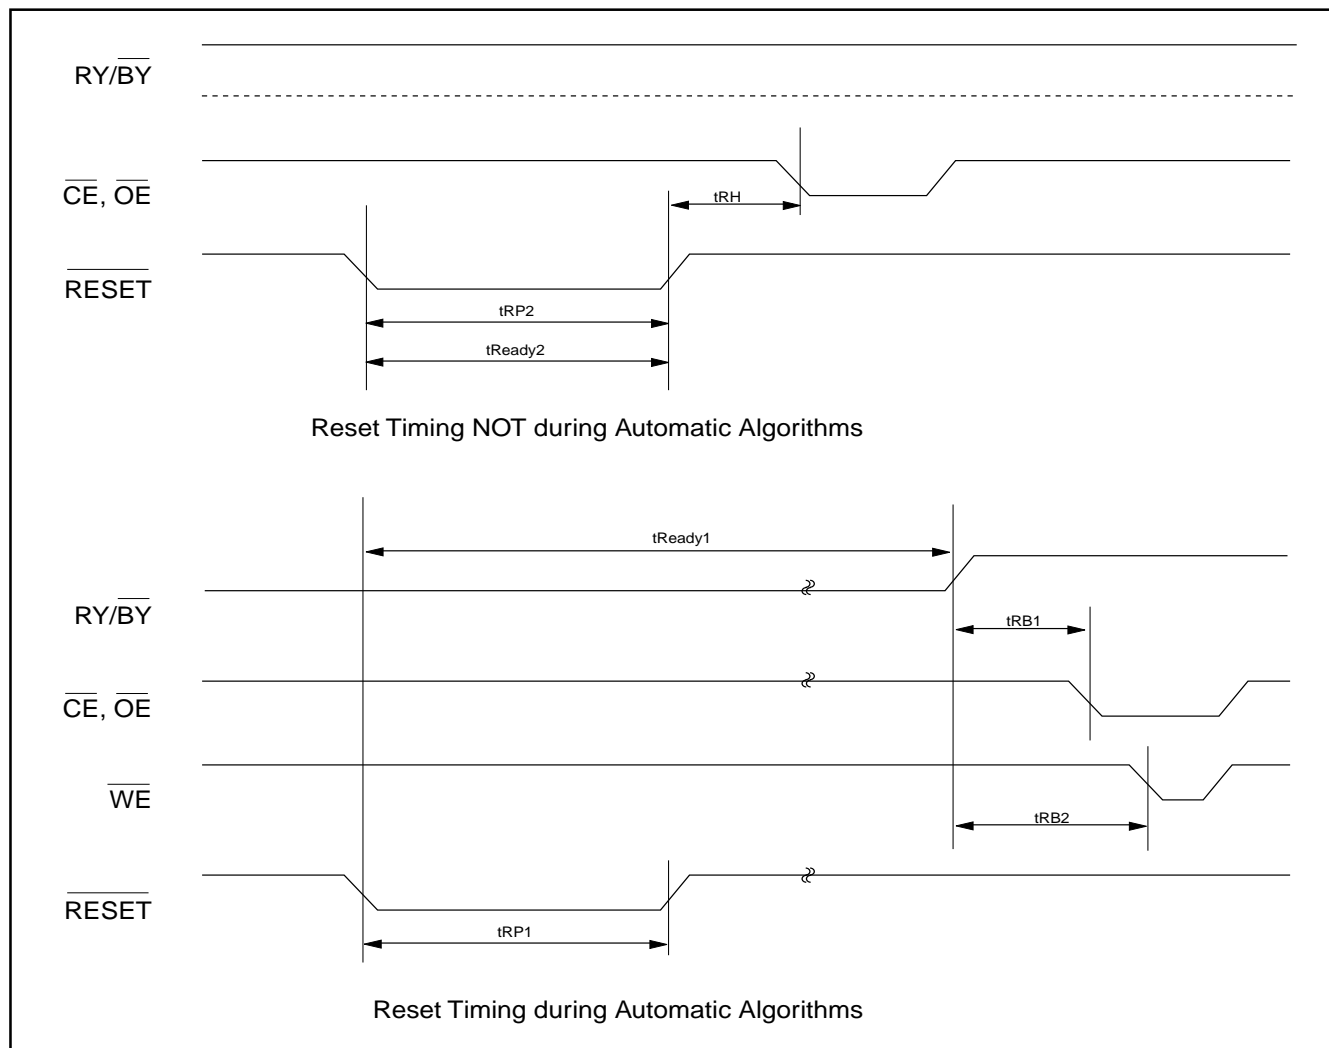 RY/BY
CE, OE
tRH
RESET
tRP2
tReady2
Reset Timing NOT during Automatic Algorithms
tReady1
RY/BY
tRB1
CE, OE
WE
tRB2
RESET
tRP1
Reset Timing during Automatic Algorithms